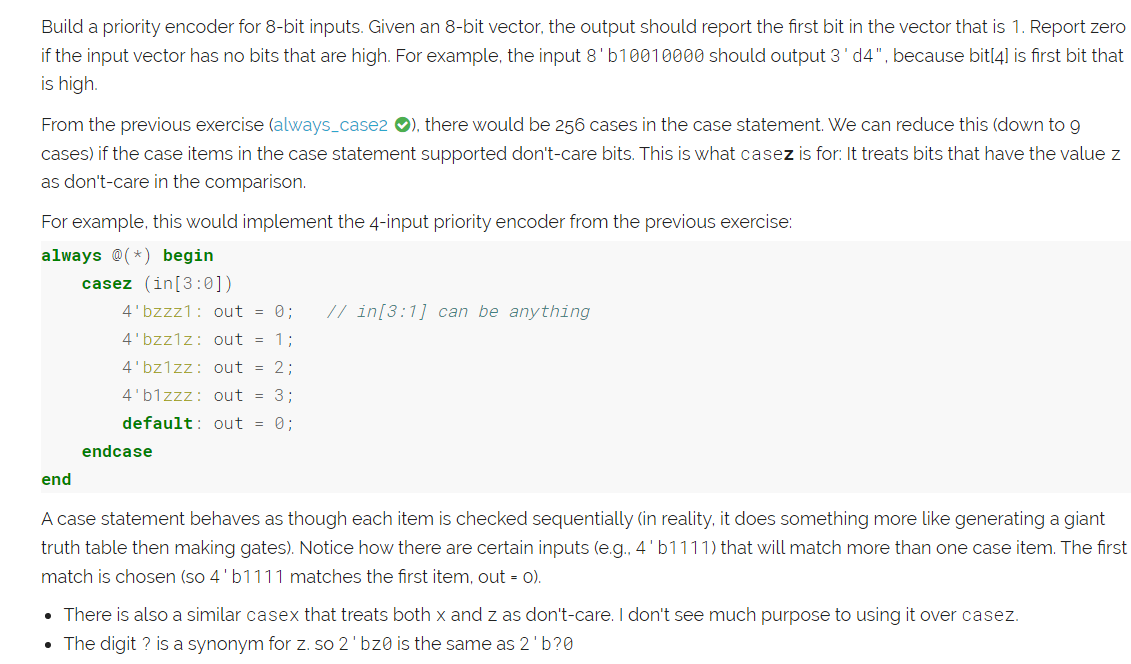 Build a priority encoder for 8-bit inputs. Given an 8-bit vector, the output should report the first bit in the vector that is 1. Report zero
if the input vector has no bits that are high. For example, the input 8'b10010000 should output 3'd4", because bit[4] is first bit that
is high.
From the previous exercise (always_case2 ), there would be 256 cases in the case statement. We can reduce this (down to 9
cases) if the case items in the case statement supported don't-care bits. This is what casez is for: It treats bits that have the value z
as don't-care in the comparison.
For example, this would implement the 4-input priority encoder from the previous exercise:
always @(*) begin
    casez (in[3:0])
        4'bzzz1: out = 0;   // in[3:1] can be anything
        4'bzz1z: out = 1;
        4'bz1zz: out = 2;
        4'b1zzz: out = 3;
        default: out = 0;
    endcase
end
A case statement behaves as though each item is checked sequentially (in reality, it does something more like generating a giant
truth table then making gates). Notice how there are certain inputs (e.g., 4'b1111) that will match more than one case item. The first
match is chosen (so 4'b1111 matches the first item, out = 0).
• There is also a similar casex that treats both x and z as don't-care. I don't see much purpose to using it over casez.
• The digit ? is a synonym for z. so 2'bz0 is the same as 2'b?0